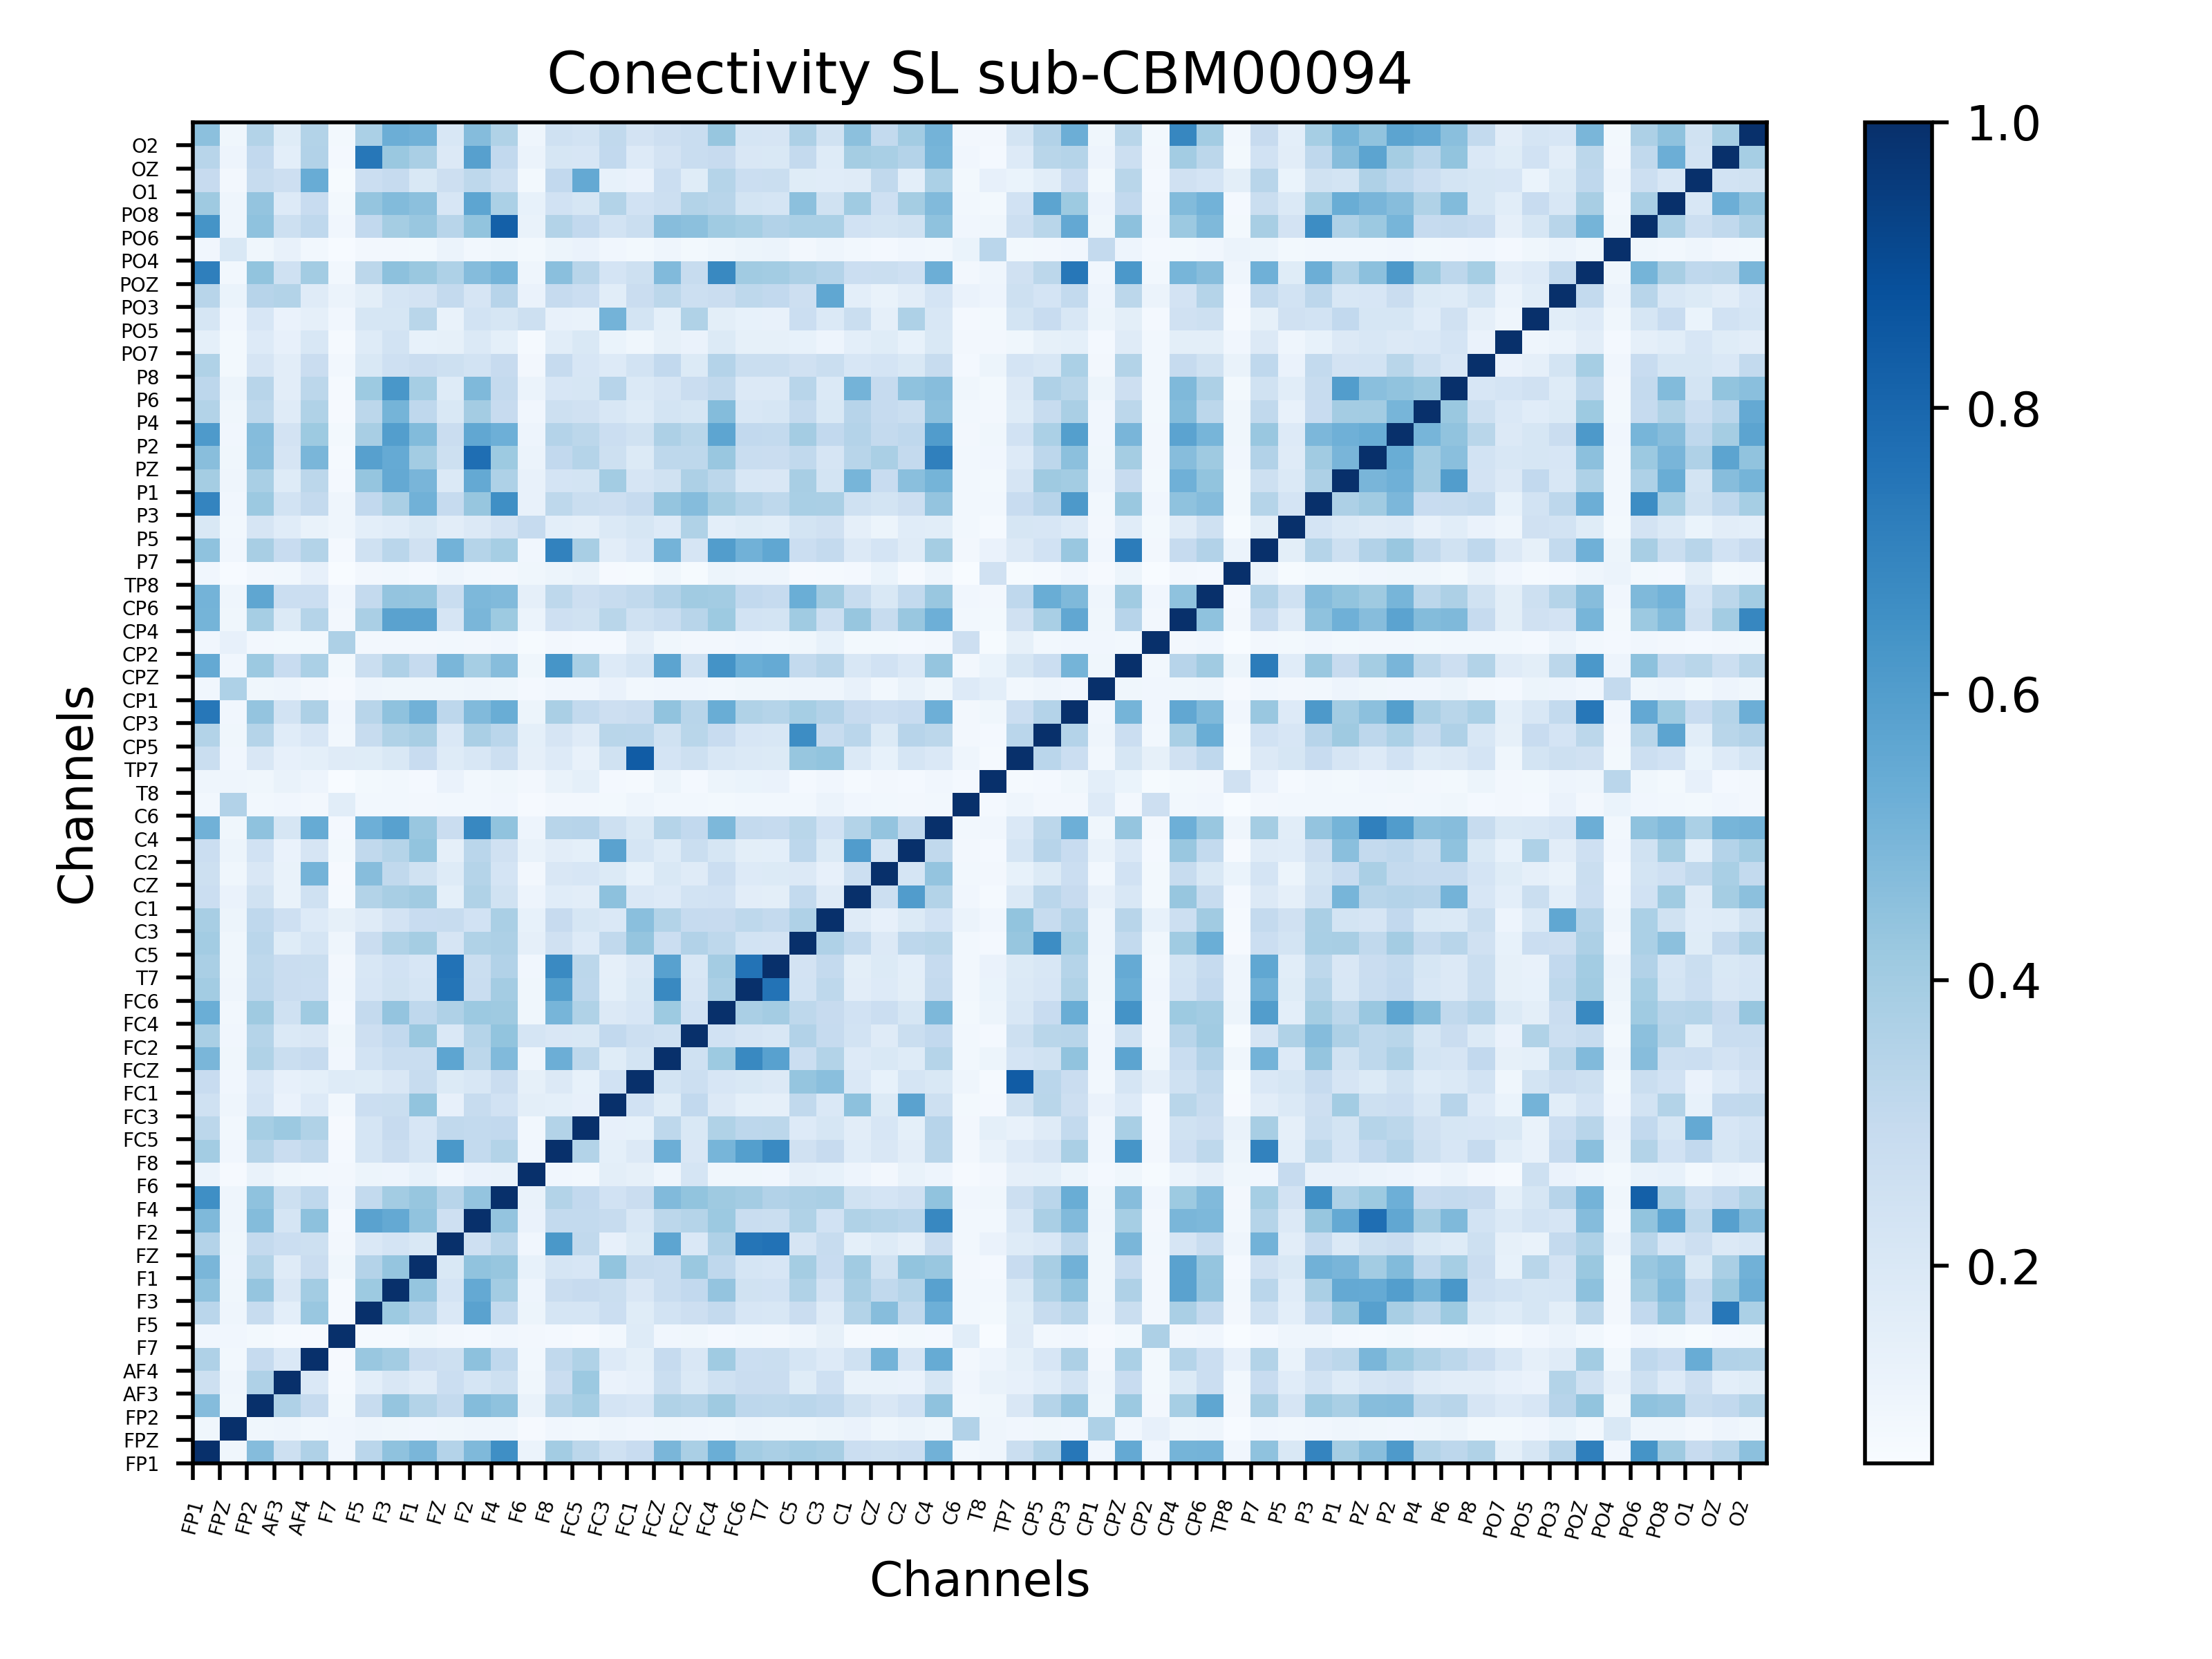 Conectivity SL sub-CBM00094
O2
OZ
O1
PO8
PO6
PO4
POZ
PO3
PO5
PO7
P8
P6
P4
P2
PZ
P1
P3
P5
P7
TP8
CP6
CP4
CP2
CPZ
CP1
CP3
CP5
TP7
T8
C6
C4
C2
CZ
C1
C3
C5
T7
FC6
FC4
FC2
FCZ
FC1
FC3
FC5
F8
F6
F4
F2
FZ
F1
F3
F5
F7
AF4
AF3
FP2
FPZ
FP1
Channels
FP1 FPZ FP2 AF3 AF4 F7 F5 F3 F1 FZ F2 F4 F6 F8 FC5 FC3 FC1 FCZ FC2 FC4 FC6 T7 C5 C3 C1 CZ C2 C4 C6 T8 TP7 CP5 CP3 CP1 CPZ CP2 CP4 CP6 TP8 P7 P5 P3 P1 PZ P2 P4 P6 P8 PO7 PO5 PO3 POZ PO4 PO6 PO8 O1 OZ O2
Channels
1.0
0.8
0.6
0.4
0.2